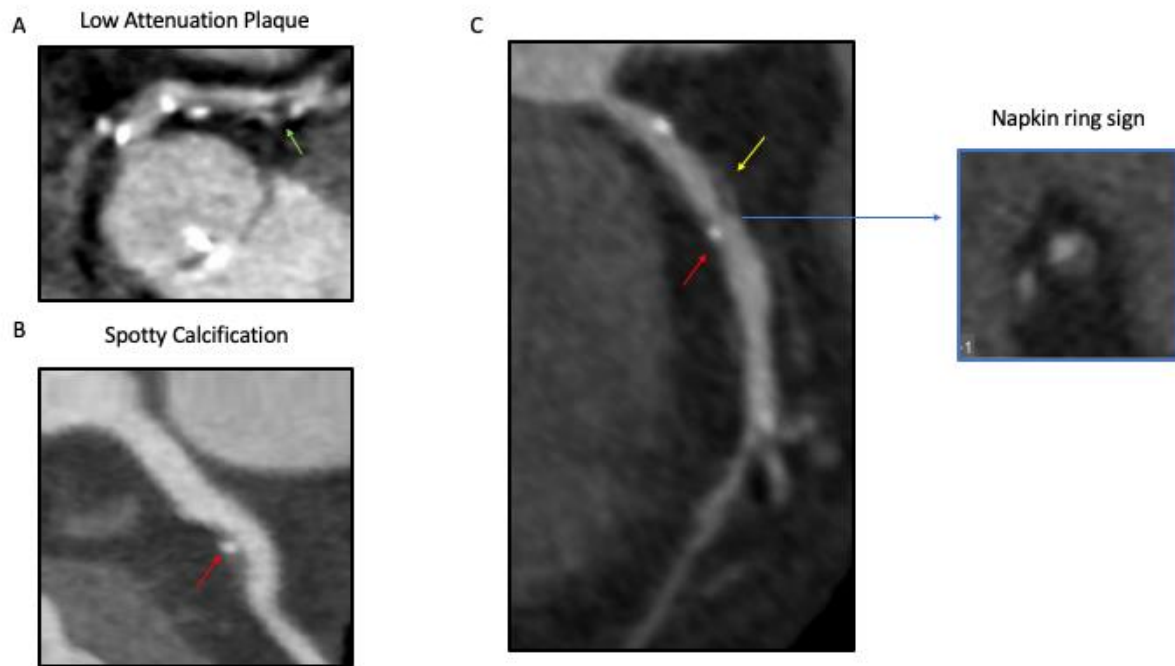 A
Low Attenuation Plaque
B
Spotty Calcification
C
Napkin ring sign
-1